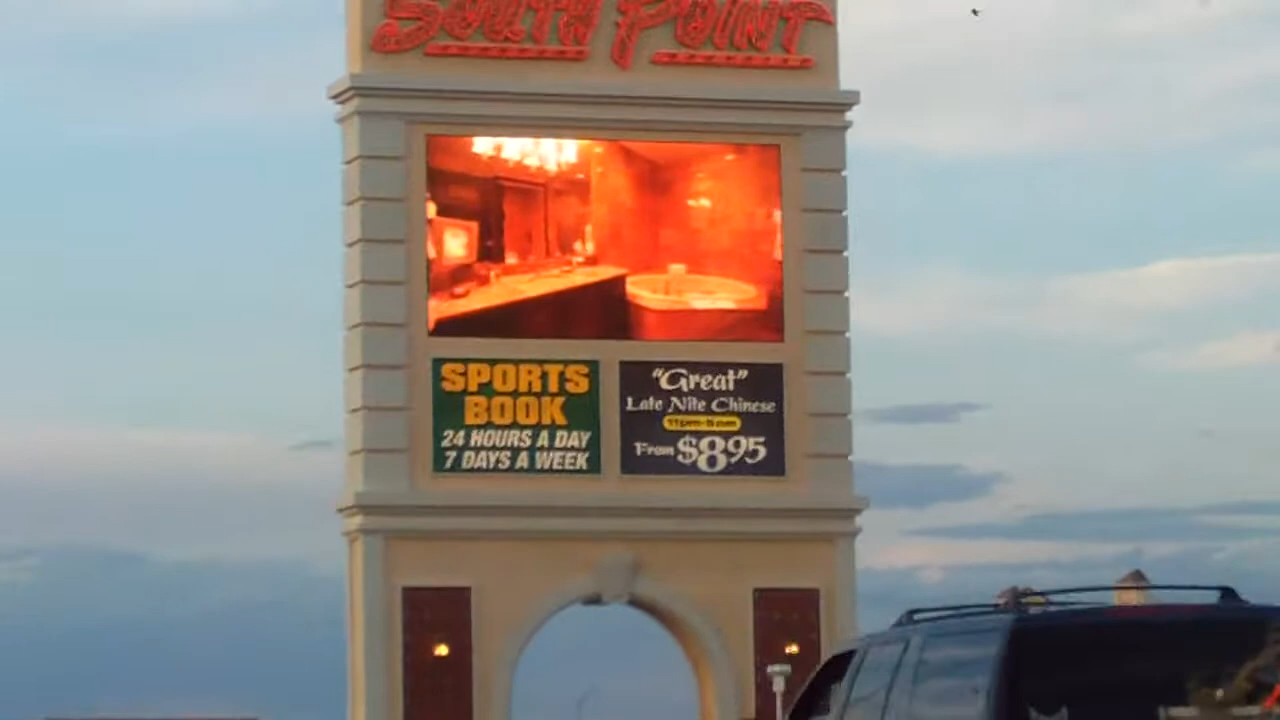 South Point
SPORTS
BOOK
24 HOURS A DAY
7 DAYS A WEEK
"Great"
Late Nite Chinese
From $8.95